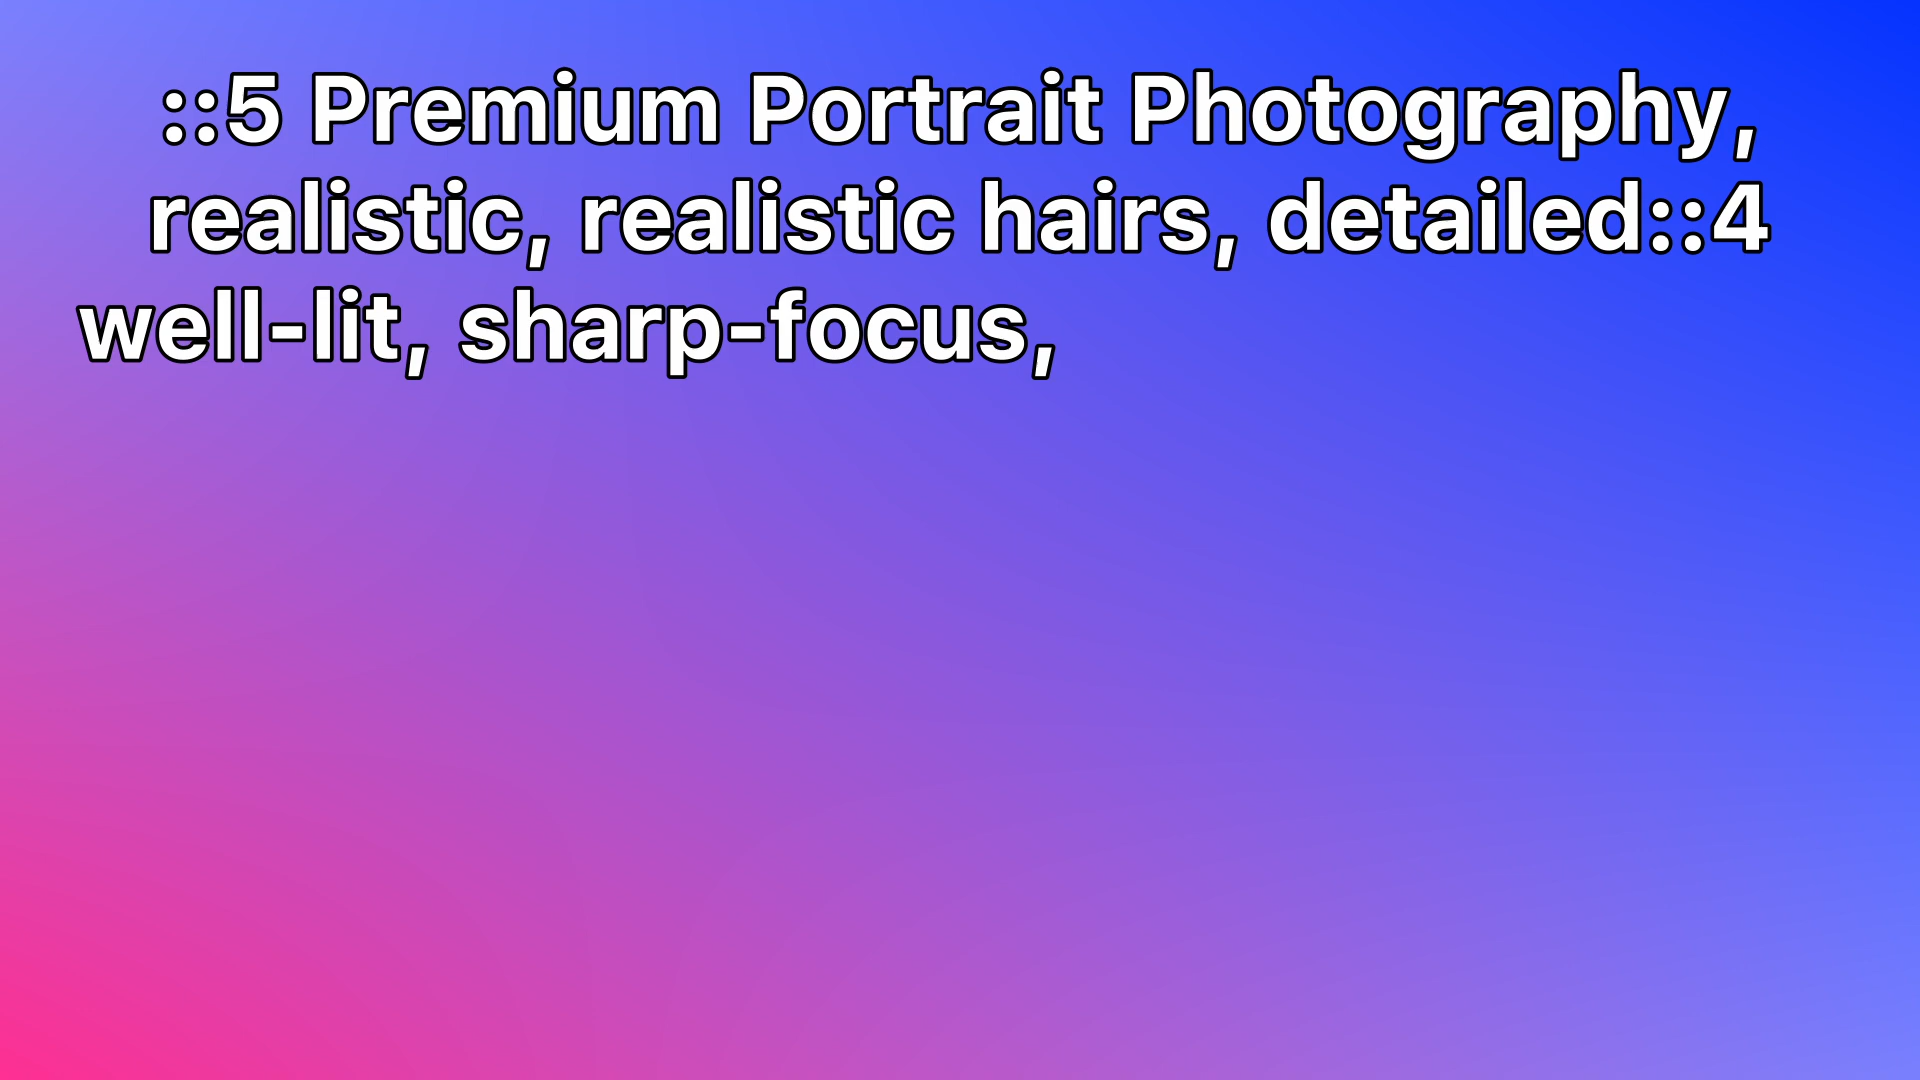 ::5 Premium Portrait Photography,
realistic, realistic hairs, detailed::4
well-lit, sharp-focus,